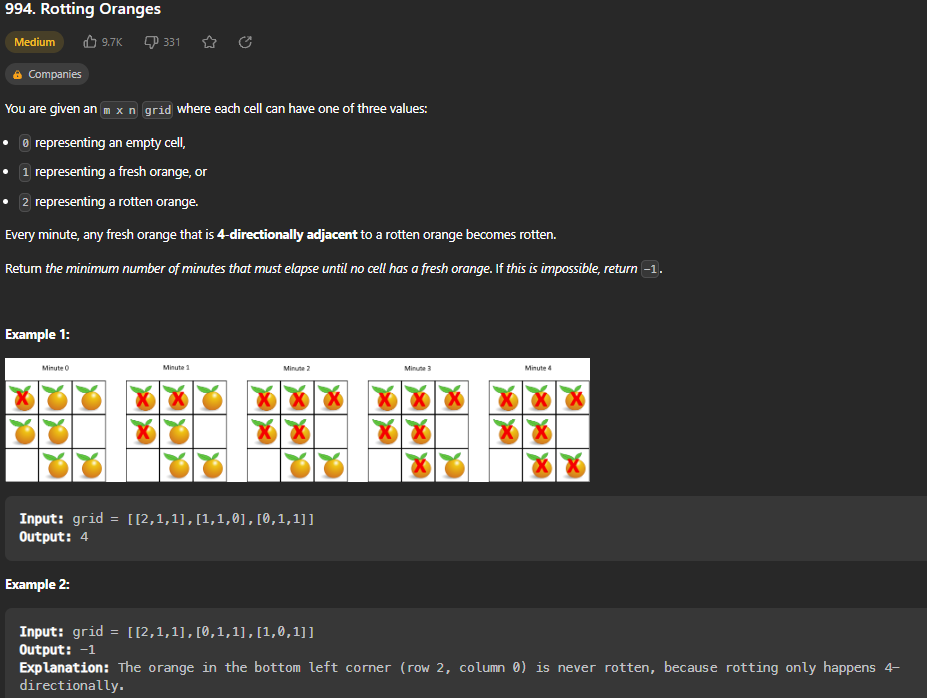 994. Rotting Oranges
Medium 9.7K 331
Companies
You are given an m x n grid where each cell can have one of three values:
• 0 representing an empty cell,
• 1 representing a fresh orange, or
• 2 representing a rotten orange.
Every minute, any fresh orange that is 4-directionally adjacent to a rotten orange becomes rotten.
Return the minimum number of minutes that must elapse until no cell has a fresh orange. If this is impossible, return -1.
Example 1:
Minute 0 Minute 1 Minute 2 Minute 3 Minute 4
Input: grid = [[2,1,1],[1,1,0],[0,1,1]]
Output: 4
Example 2:
Input: grid = [[2,1,1],[0,1,1],[1,0,1]]
Output: -1
Explanation: The orange in the bottom left corner (row 2, column 0) is never rotten, because rotting only happens 4-
directionally.